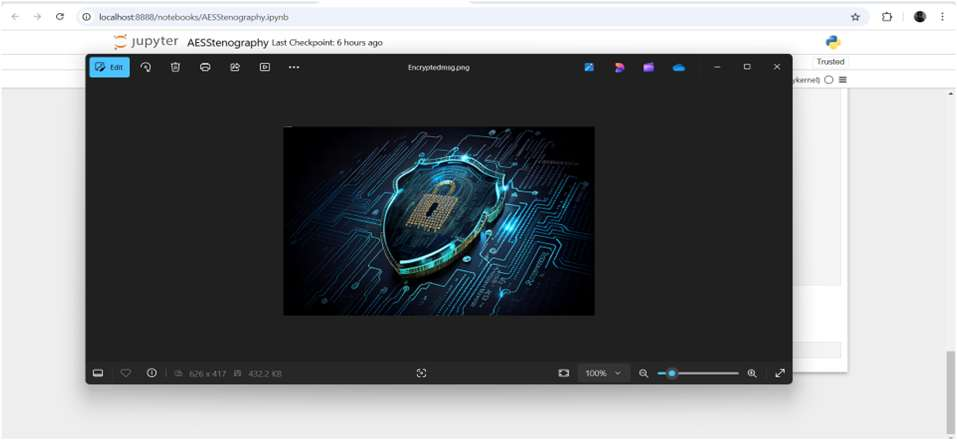 localhost:8888/notebooks/AESStenography.ipynb
jupyter AESStenography Last Checkpoint: 6 hours ago
Trusted
Edit
Encryptedmsg.png
ykernel)
626 x 417
432.2 KB
100%